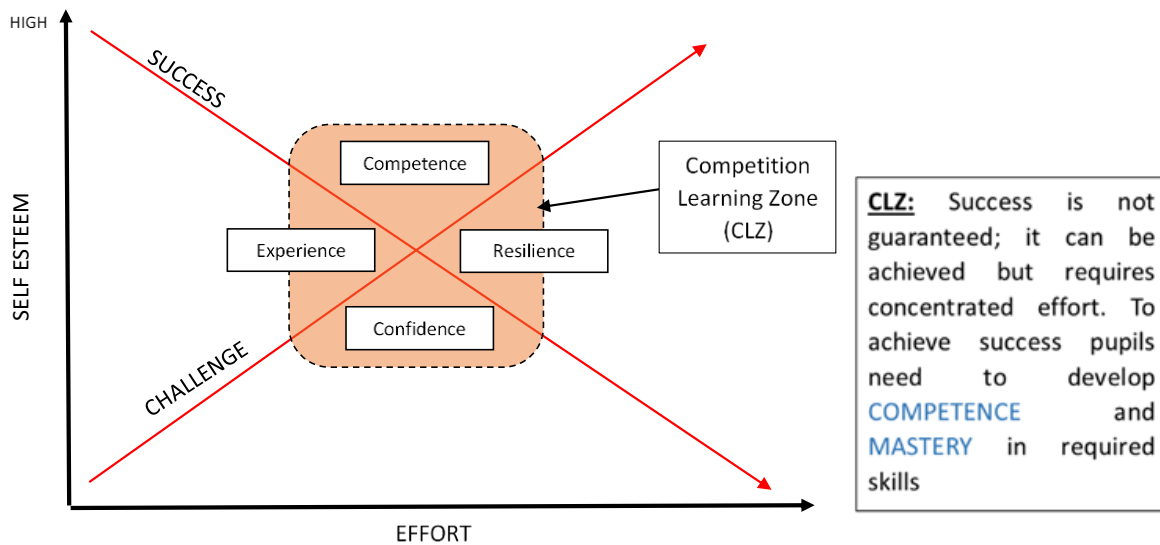 HIGH
SUCCESS
Competence
Competition
Learning Zone
(CLZ)
CLZ: Success is not
guaranteed; it can be
achieved but requires
concentrated effort. To
achieve success pupils
need to develop
COMPETENCE and
MASTERY in required
skills
Experience
Resilience
SELF ESTEEM
Confidence
CHALLENGE
EFFORT